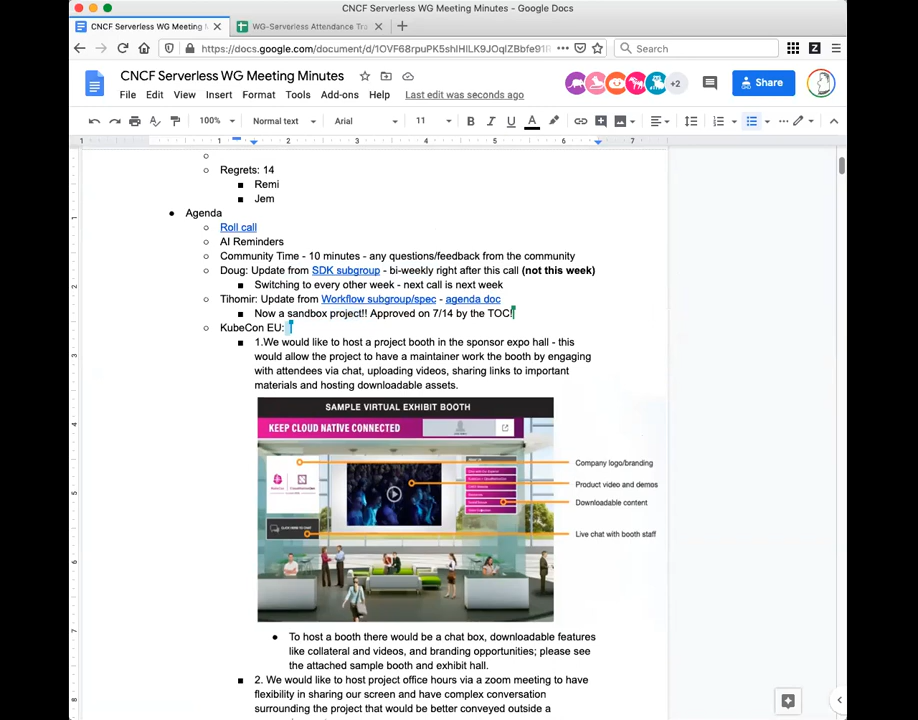 CNCF Serverless WG Meeting Minutes - Google Docs
CNCF Serverless WG Meeting M
WG-Serverless Attendance Tra
https://docs.google.com/document/d/1OVF68rpuPK5shIHILK9JOqIZBbfe91
Search
CNCF Serverless WG Meeting Minutes
+2
Share
File Edit View Insert Format Tools Add-ons Help Last edit was seconds ago
100% Normal text Arial 11 B I U A
1 1 2 3 4 5 6 7
Regrets: 14
Remi
Jem
Agenda
Roll call
AI Reminders
Community Time - 10 minutes - any questions/feedback from the community
Doug: Update from SDK subgroup - bi-weekly right after this call (not this week)
Switching to every other week - next call is next week
Tihomir: Update from Workflow subgroup/spec - agenda doc
Now a sandbox project!! Approved on 7/14 by the TOC!
KubeCon EU:
1.We would like to host a project booth in the sponsor expo hall - this
would allow the project to have a maintainer work the booth by engaging
with attendees via chat, uploading videos, sharing links to important
materials and hosting downloadable assets.
SAMPLE VIRTUAL EXHIBIT BOOTH
KEEP CLOUD NATIVE CONNECTED
Company logo/branding
Product video and demos
Downloadable content
Live chat with booth staff
To host a booth there would be a chat box, downloadable features
like collateral and videos, and branding opportunities; please see
the attached sample booth and exhibit hall.
2. We would like to host project office hours via a zoom meeting to have
flexibility in sharing our screen and have complex conversation
surrounding the project that would be better conveyed outside a